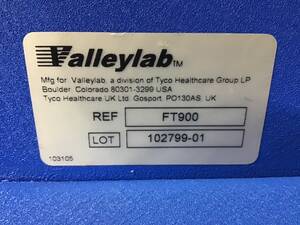 Valleylab™
Mfg for Valleylab, a division of Tyco Healthcare Group LP
Boulder Colorado 80301-3299 USA
Tyco Healthcare UK Ltd Gosport PO130AS, UK
REF FT900
LOT 102799-01
103105